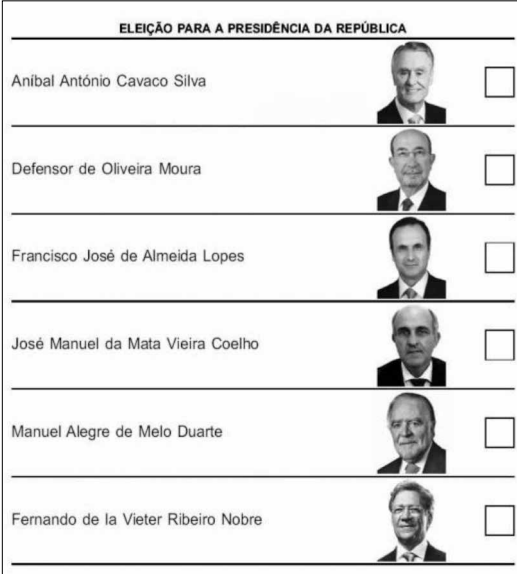 ELEIÇÃO PARA A PRESIDÊNCIA DA REPÚBLICA
Aníbal António Cavaco Silva
Defensor de Oliveira Moura
Francisco José de Almeida Lopes
José Manuel da Mata Vieira Coelho
Manuel Alegre de Melo Duarte
Fernando de la Vieter Ribeiro Nobre